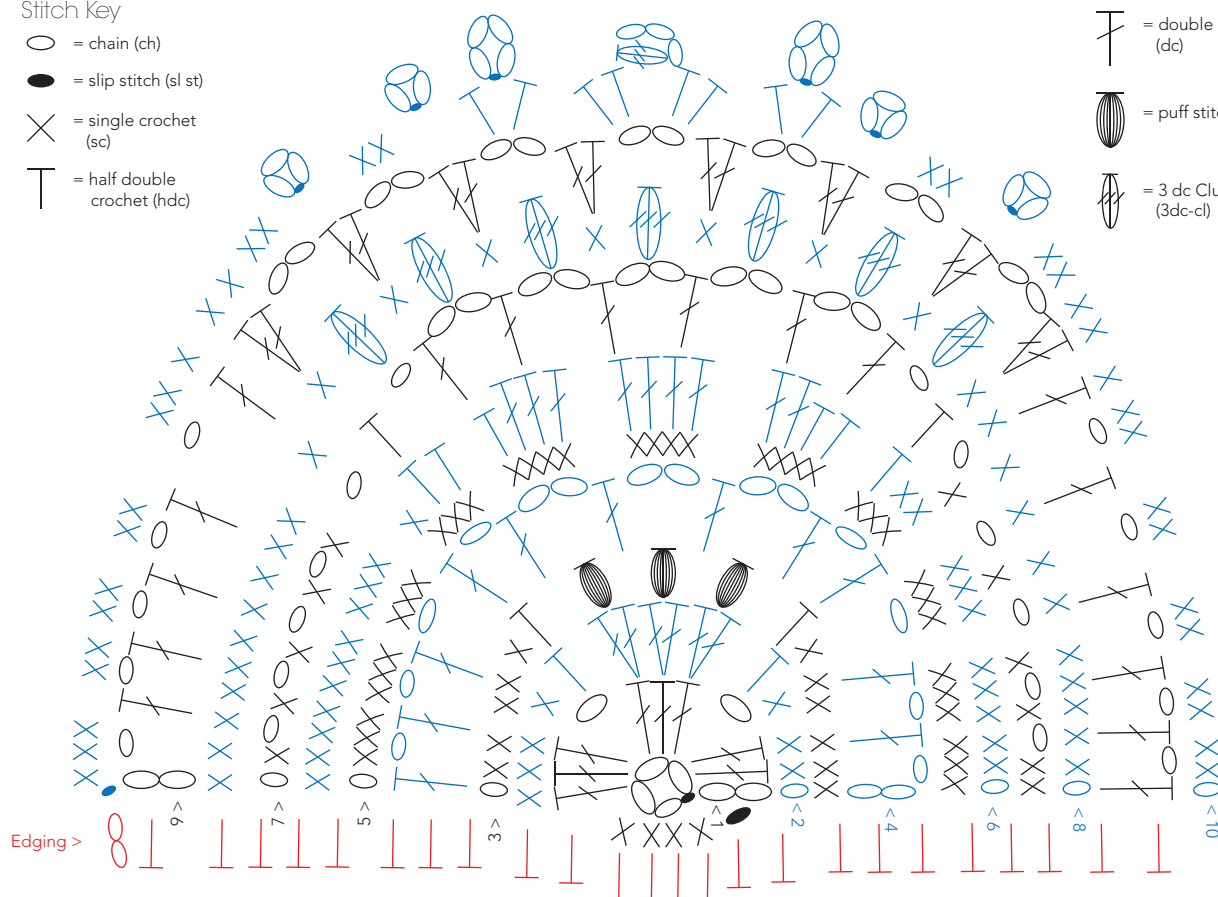 Stitch Key
= chain (ch)
= slip stitch (sl st)
= single crochet
(sc)
= half double
crochet (hdc)
= double
(dc)
= puff stitc
= 3 dc Clu
(3dc-cl)
9 >
7 >
5 >
3 >
< 1
< 2
< 4
< 6
< 8
< 10
Edging >